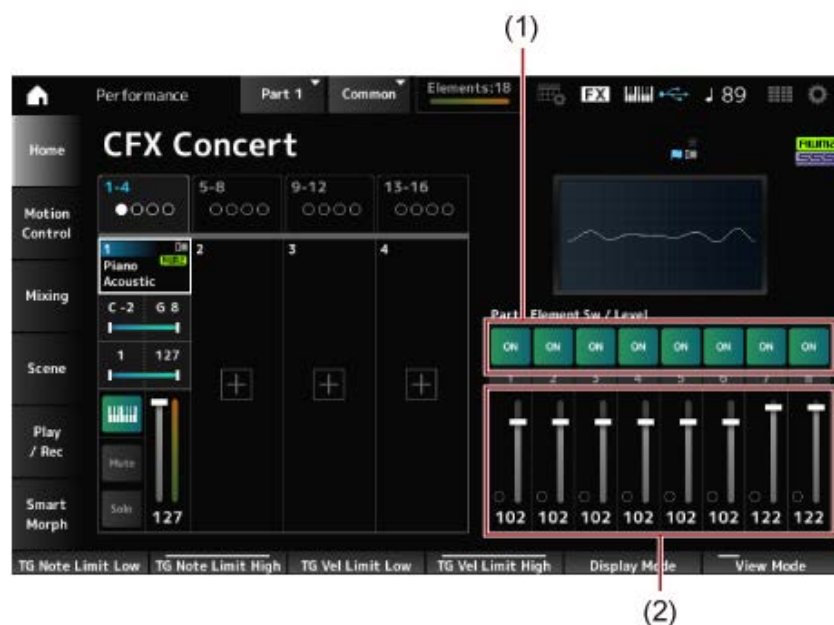 (1)
Performance
Part 1
Common
Elements:18
FX
♩ 89
Home
CFX Concert
1-4
5-8
9-12
13-16
Motion Control
1
Piano
Acoustic
2
3
4
C -2
G 8
Mixing
Part
Element Sw / Level
ON ON ON ON ON ON ON ON
1 2 3 4 5 6 7 8
1
127
Scene
Play / Rec
Mute
Solo
127
102 102 102 102 102 102 122 122
Smart Morph
TG Note Limit Low
TG Note Limit High
TG Vel Limit Low
TG Vel Limit High
Display Mode
View Mode
(2)